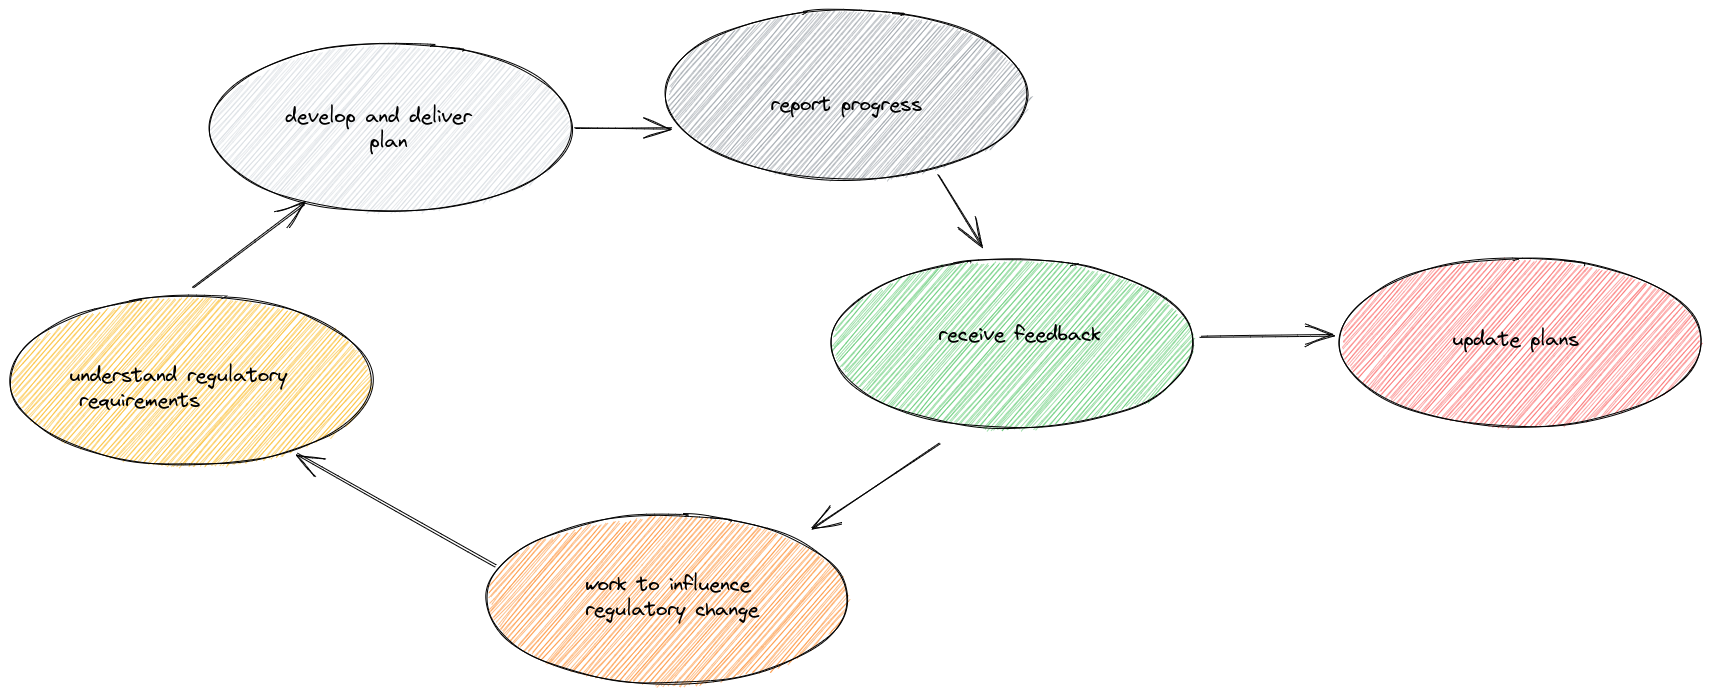 develop and deliver
plan
report progress
receive feedback
update plans
understand regulatory
requirements
work to influence
regulatory change